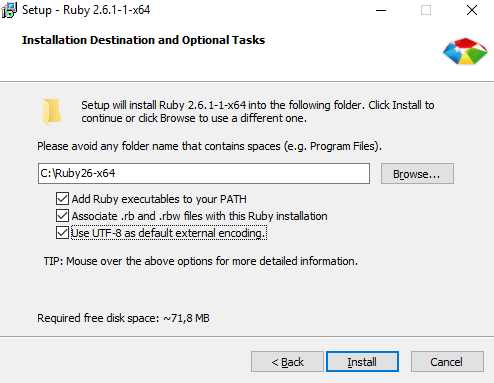 Setup - Ruby 2.6.1-1-x64
Installation Destination and Optional Tasks
Setup will install Ruby 2.6.1-1-x64 into the following folder. Click Install to
continue or click Browse to use a different one.
Please avoid any folder name that contains spaces (e.g. Program Files).
C:\Ruby26-x64
Browse...
Add Ruby executables to your PATH
Associate .rb and .rbw files with this Ruby installation
Use UTF-8 as default external encoding.
TIP: Mouse over the above options for more detailed information.
Required free disk space: ~71,8 MB
< Back
Install
Cancel